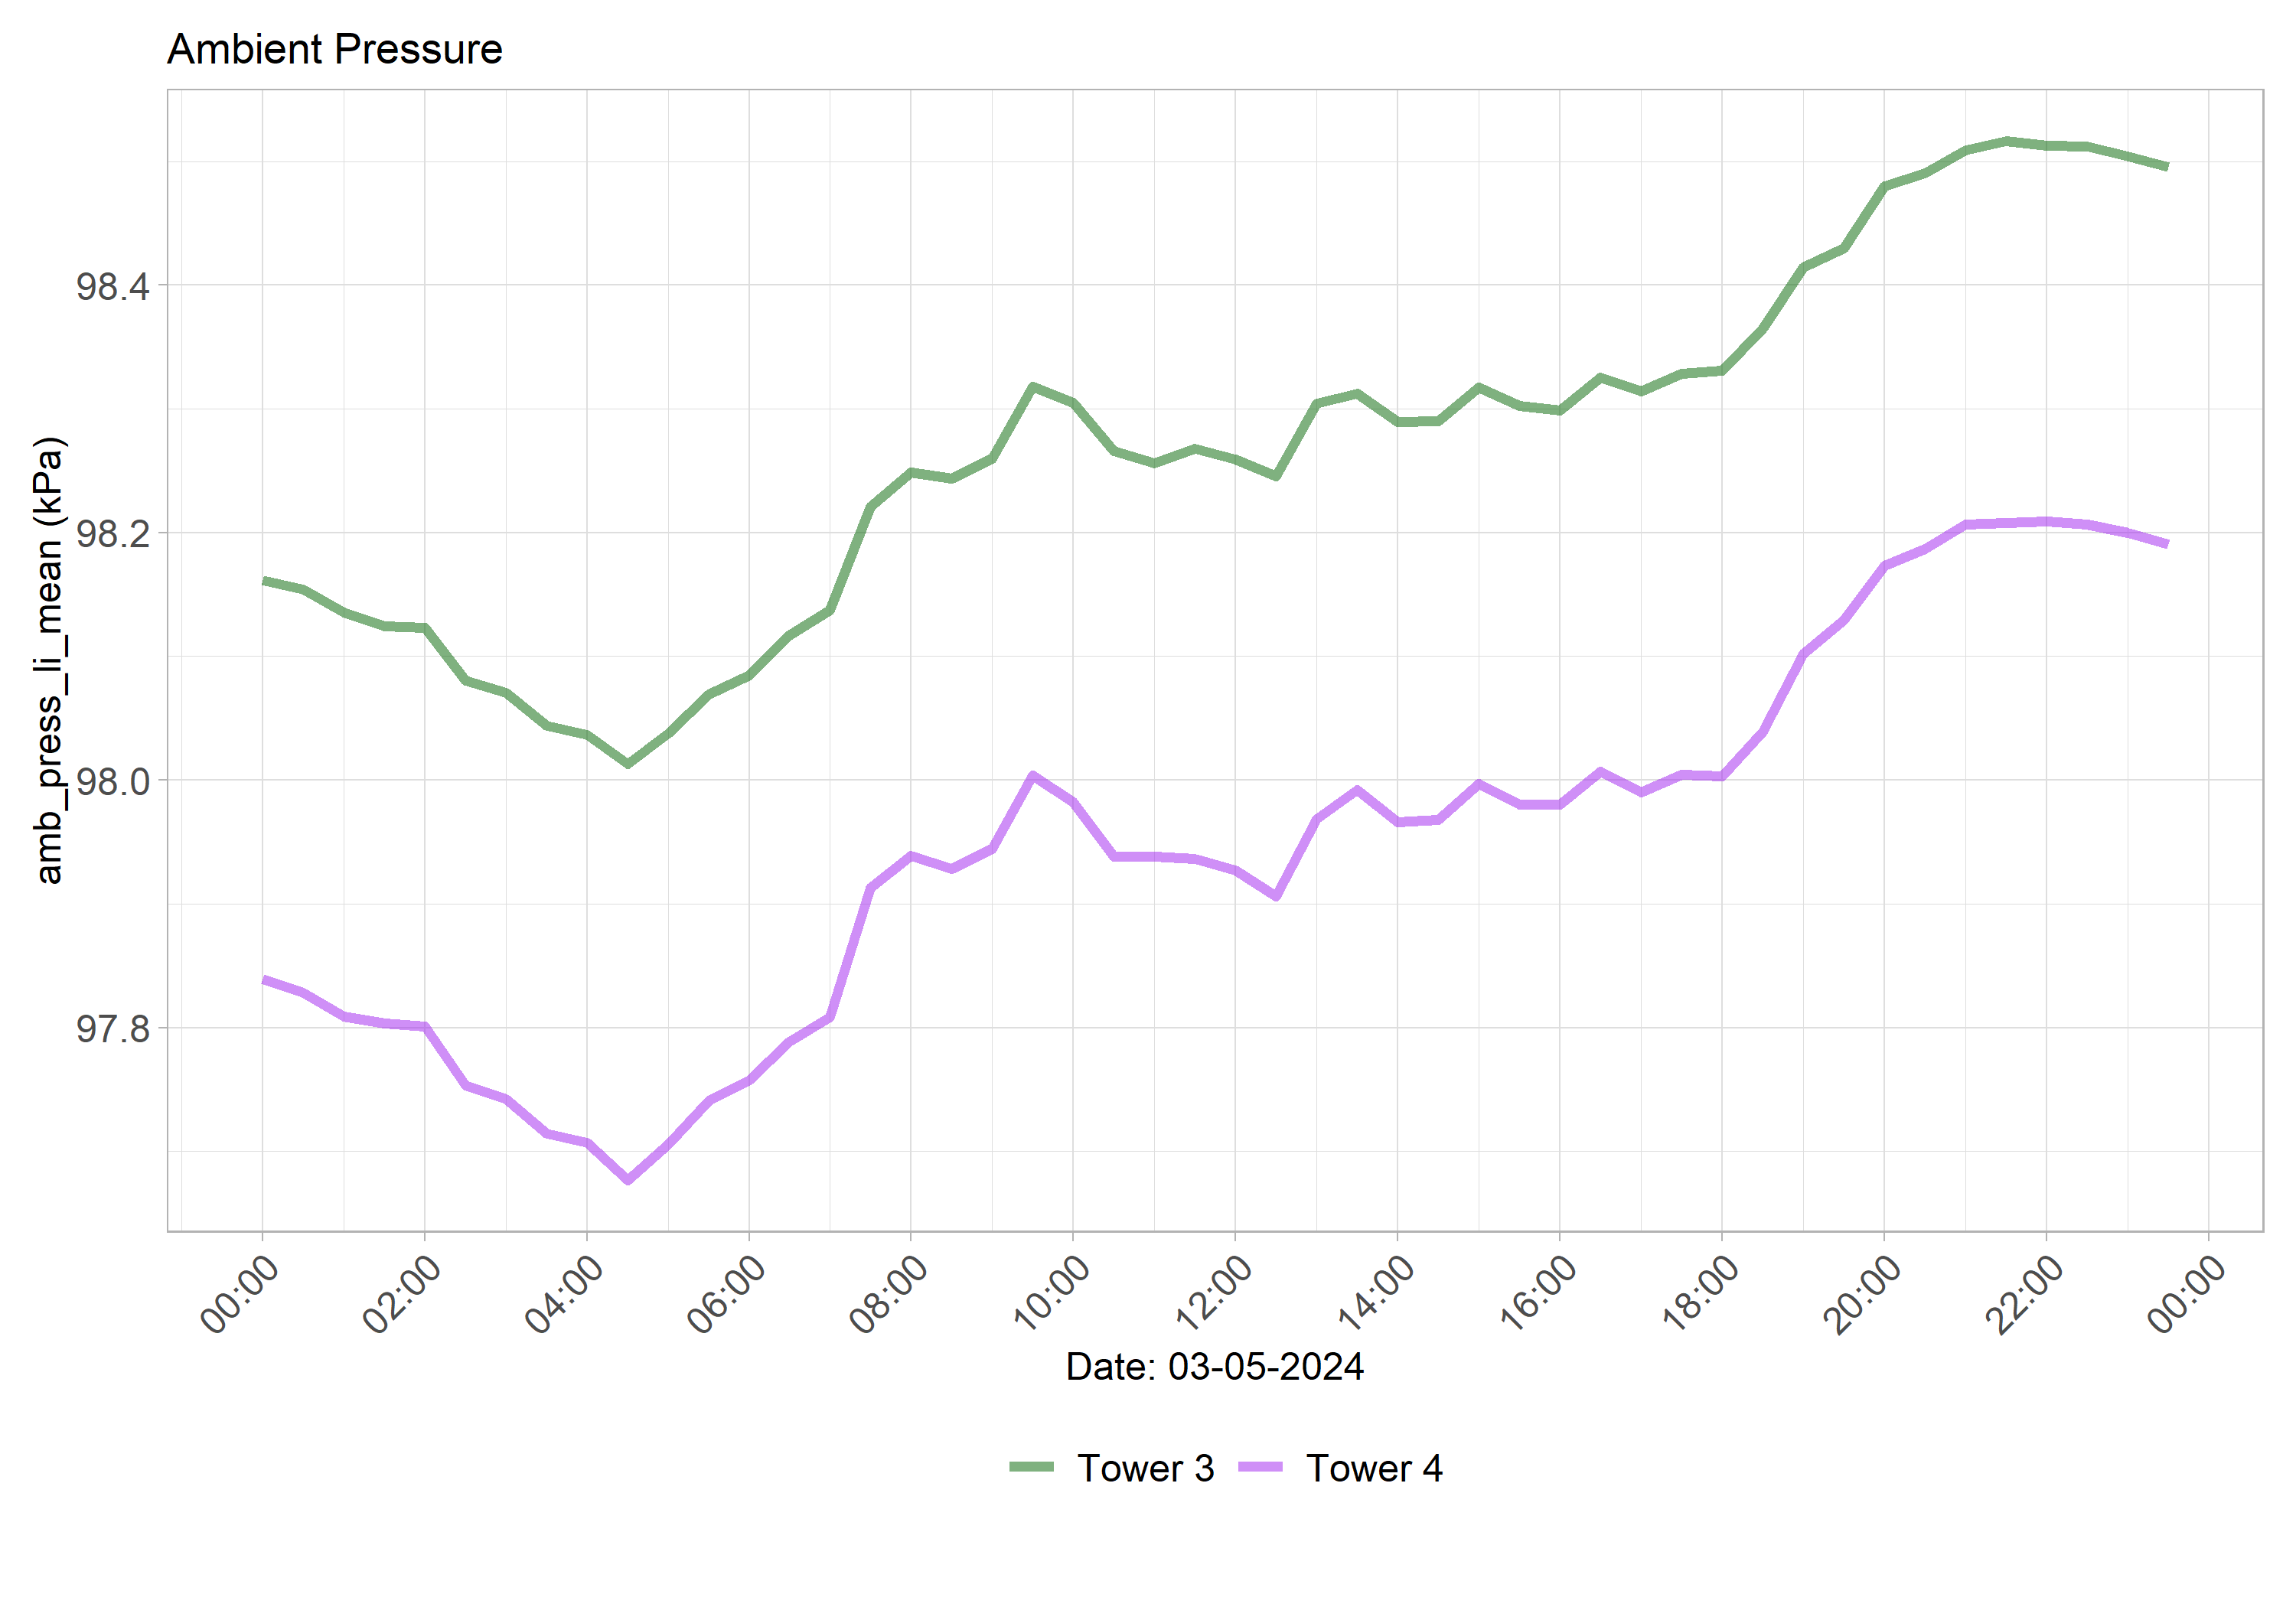 Ambient Pressure
amb_press_li_mean (kPa)
98.4
98.2
98.0
97.8
00:00 02:00 04:00 06:00 08:00 10:00 12:00 14:00 16:00 18:00 20:00 22:00 00:00
Date: 03-05-2024
Tower 3 Tower 4